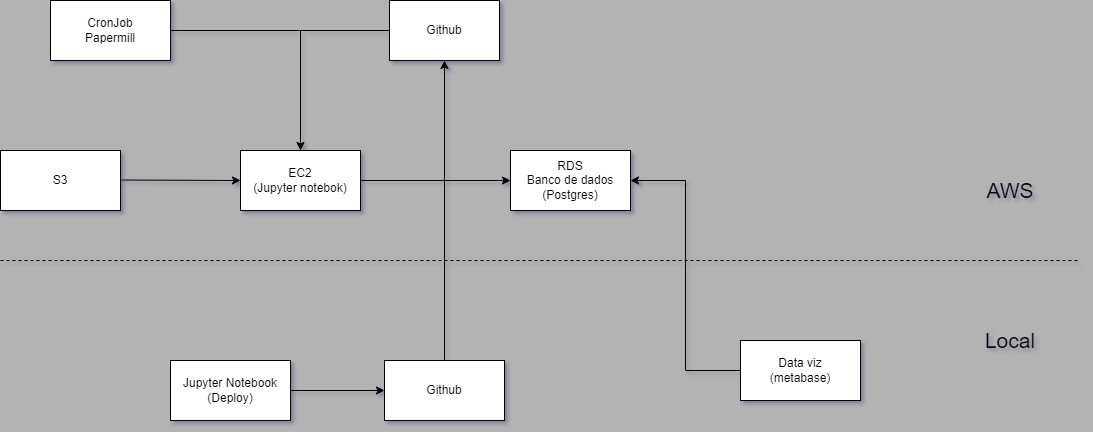 CronJob
Papermill
Github
S3
EC2
(Jupyter notebok)
RDS
Banco de dados
(Postgres)
AWS
Local
Data viz
(metabase)
Jupyter Notebook
(Deploy)
Github